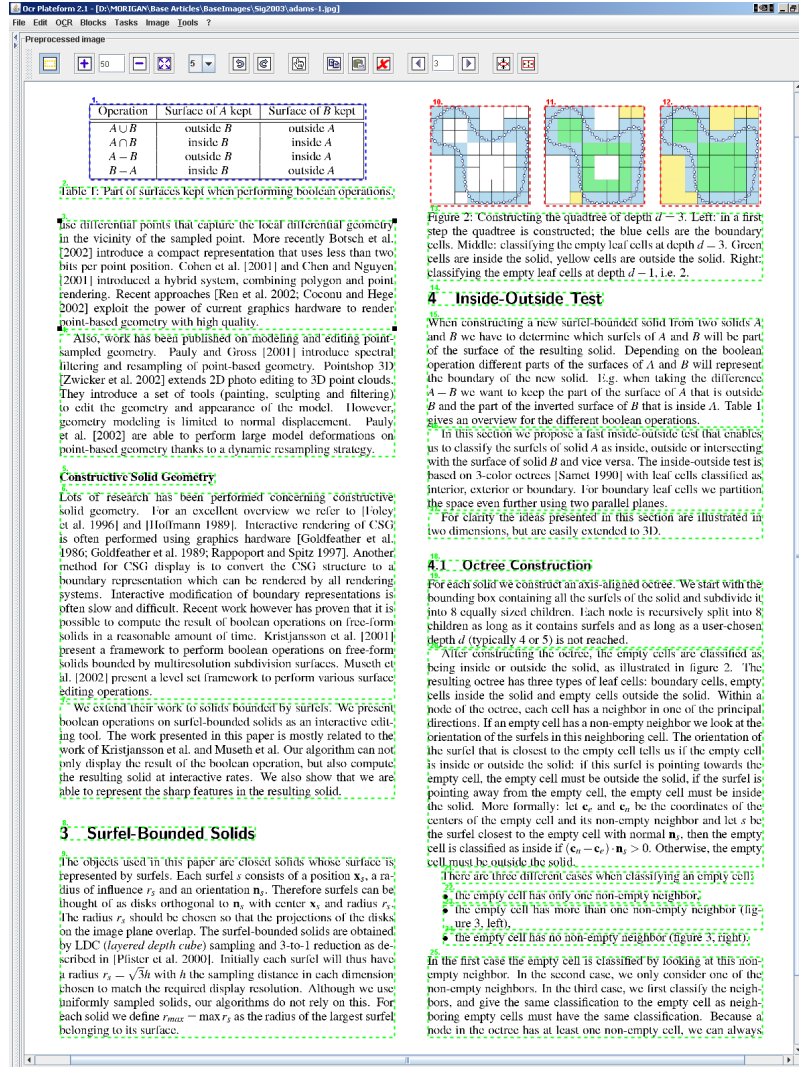 Ocr Plateform 2.1 - [D:\MORIGAN\Base Articles\BaseImages\Sig2003\adams-1.jpg]
File Edit OCR Blocks Tasks Image Tools ?
Preprocessed image
50
5
3
1.
Operation Surface of A kept Surface of B kept
A ∪ B outside B outside A
A ∩ B inside B inside A
A − B outside B inside A
B − A inside B outside A
2.
Table 1: Part of surfaces kept when performing boolean operations.
3.
use differential points that capture the local differential geometry
in the vicinity of the sampled point. More recently Botsch et al.
[2002] introduce a compact representation that uses less than two
bits per point position. Cohen et al. [2001] and Chen and Nguyen
[2001] introduced a hybrid system, combining polygon and point
rendering. Recent approaches [Ren et al. 2002; Coconu and Hege
2002] exploit the power of current graphics hardware to render
point-based geometry with high quality.
Also, work has been published on modeling and editing point-
sampled geometry. Pauly and Gross [2001] introduce spectral
filtering and resampling of point-based geometry. Pointshop 3D
[Zwicker et al. 2002] extends 2D photo editing to 3D point clouds.
They introduce a set of tools (painting, sculpting and filtering)
to edit the geometry and appearance of the model. However,
geometry modeling is limited to normal displacement. Pauly
et al. [2002] are able to perform large model deformations on
point-based geometry thanks to a dynamic resampling strategy.
5.
Constructive Solid Geometry
6.
Lots of research has been performed concerning constructive
solid geometry. For an excellent overview we refer to [Foley
et al. 1996] and [Hoffmann 1989]. Interactive rendering of CSG
is often performed using graphics hardware [Goldfeather et al.
1986; Goldfeather et al. 1989; Rappoport and Spitz 1997]. Another
method for CSG display is to convert the CSG structure to a
boundary representation which can be rendered by all rendering
systems. Interactive modification of boundary representations is
often slow and difficult. Recent work however has proven that it is
possible to compute the result of boolean operations on free-form
solids in a reasonable amount of time. Kristjansson et al. [2001]
present a framework to perform boolean operations on free-form
solids bounded by multiresolution subdivision surfaces. Museth et
al. [2002] present a level set framework to perform various surface
editing operations.
We extend their work to solids bounded by surfels. We present
boolean operations on surfel-bounded solids as an interactive edit-
ing tool. The work presented in this paper is mostly related to the
work of Kristjansson et al. and Museth et al. Our algorithm can not
only display the result of the boolean operation, but also compute
the resulting solid at interactive rates. We also show that we are
able to represent the sharp features in the resulting solid.
8.
3 Surfel-Bounded Solids
9.
The objects used in this paper are closed solids whose surface is
represented by surfels. Each surfel s consists of a position xₛ, a ra-
dius of influence rₛ and an orientation nₛ. Therefore surfels can be
thought of as disks orthogonal to nₛ with center xₛ and radius rₛ.
The radius rₛ should be chosen so that the projections of the disks
on the image plane overlap. The surfel-bounded solids are obtained
by LDC (layered depth cube) sampling and 3-to-1 reduction as de-
scribed in [Pfister et al. 2000]. Initially each surfel will thus have
a radius rₛ = √3h with h the sampling distance in each dimension
chosen to match the required display resolution. Although we use
uniformly sampled solids, our algorithms do not rely on this. For
each solid we define r_max = max rₛ as the radius of the largest surfel
belonging to its surface.
10. 11. 12.
13.
Figure 2: Constructing the quadtree of depth d = 3. Left: in a first
step the quadtree is constructed; the blue cells are the boundary
cells. Middle: classifying the empty leaf cells at depth d = 3. Green
cells are inside the solid, yellow cells are outside the solid. Right:
classifying the empty leaf cells at depth d − 1, i.e. 2.
14.
4 Inside-Outside Test
15.
When constructing a new surfel-bounded solid from two solids A
and B we have to determine which surfels of A and B will be part
of the surface of the resulting solid. Depending on the boolean
operation different parts of the surfaces of A and B will represent
the boundary of the new solid. E.g. when taking the difference
A − B we want to keep the part of the surface of A that is outside
B and the part of the inverted surface of B that is inside A. Table 1
gives an overview for the different boolean operations.
In this section we propose a fast inside-outside test that enables
us to classify the surfels of solid A as inside, outside or intersecting
with the surface of solid B and vice versa. The inside-outside test is
based on 3-color octrees [Samet 1990] with leaf cells classified as
interior, exterior or boundary. For boundary leaf cells we partition
the space even further using two parallel planes.
For clarity the ideas presented in this section are illustrated in
two dimensions, but are easily extended to 3D.
18.
4.1 Octree Construction
19.
For each solid we construct an axis-aligned octree. We start with the
bounding box containing all the surfels of the solid and subdivide it
into 8 equally sized children. Each node is recursively split into 8
children as long as it contains surfels and as long as a user-chosen
depth d (typically 4 or 5) is not reached.
After constructing the octree, the empty cells are classified as
being inside or outside the solid, as illustrated in figure 2. The
resulting octree has three types of leaf cells: boundary cells, empty
cells inside the solid and empty cells outside the solid. Within a
node of the octree, each cell has a neighbor in one of the principal
directions. If an empty cell has a non-empty neighbor we look at the
orientation of the surfels in this neighboring cell. The orientation of
the surfel that is closest to the empty cell tells us if the empty cell
is inside or outside the solid: if this surfel is pointing towards the
empty cell, the empty cell must be outside the solid, if the surfel is
pointing away from the empty cell, the empty cell must be inside
the solid. More formally: let cₑ and cₙ be the coordinates of the
centers of the empty cell and its non-empty neighbor and let s be
the surfel closest to the empty cell with normal nₛ, then the empty
cell is classified as inside if (cₙ − cₑ) · nₛ > 0. Otherwise, the empty
cell must be outside the solid.
There are three different cases when classifying an empty cell:
• the empty cell has only one non-empty neighbor,
• the empty cell has more than one non-empty neighbor (fig-
ure 3, left),
• the empty cell has no non-empty neighbor (figure 3, right).
25.
In the first case the empty cell is classified by looking at this non-
empty neighbor. In the second case, we only consider one of the
non-empty neighbors. In the third case, we first classify the neigh-
bors, and give the same classification to the empty cell as neigh-
boring empty cells must have the same classification. Because a
node in the octree has at least one non-empty cell, we can always